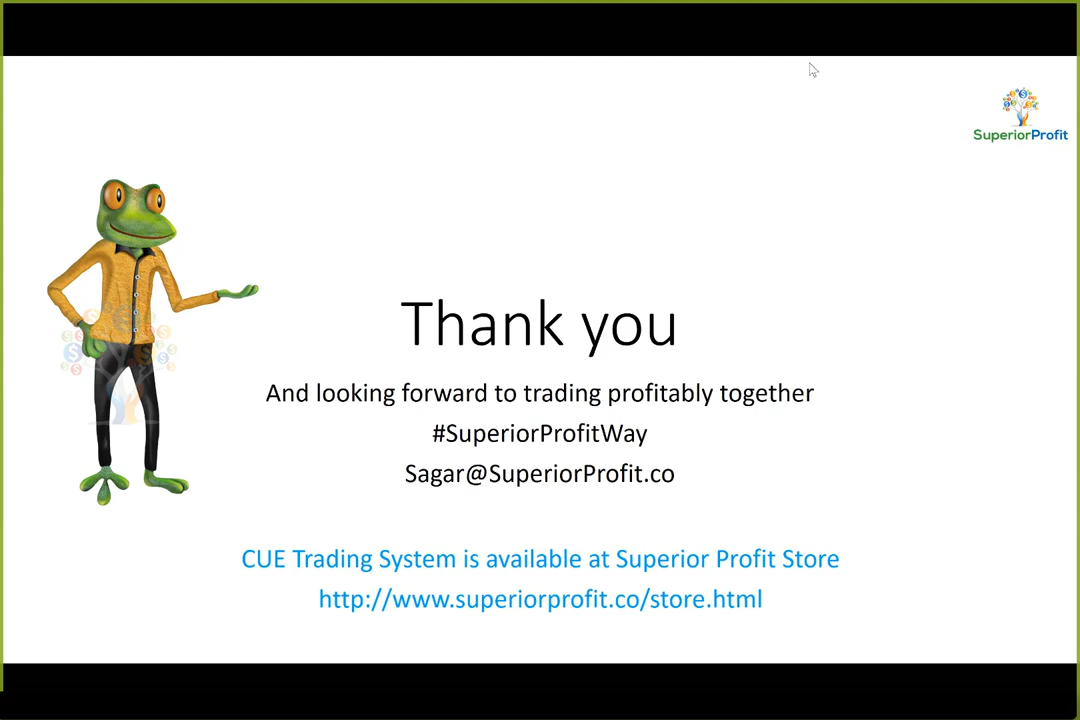 SuperiorProfit
Thank you
And looking forward to trading profitably together
#SuperiorProfitWay
Sagar@SuperiorProfit.co
CUE Trading System is available at Superior Profit Store
http://www.superiorprofit.co/store.html